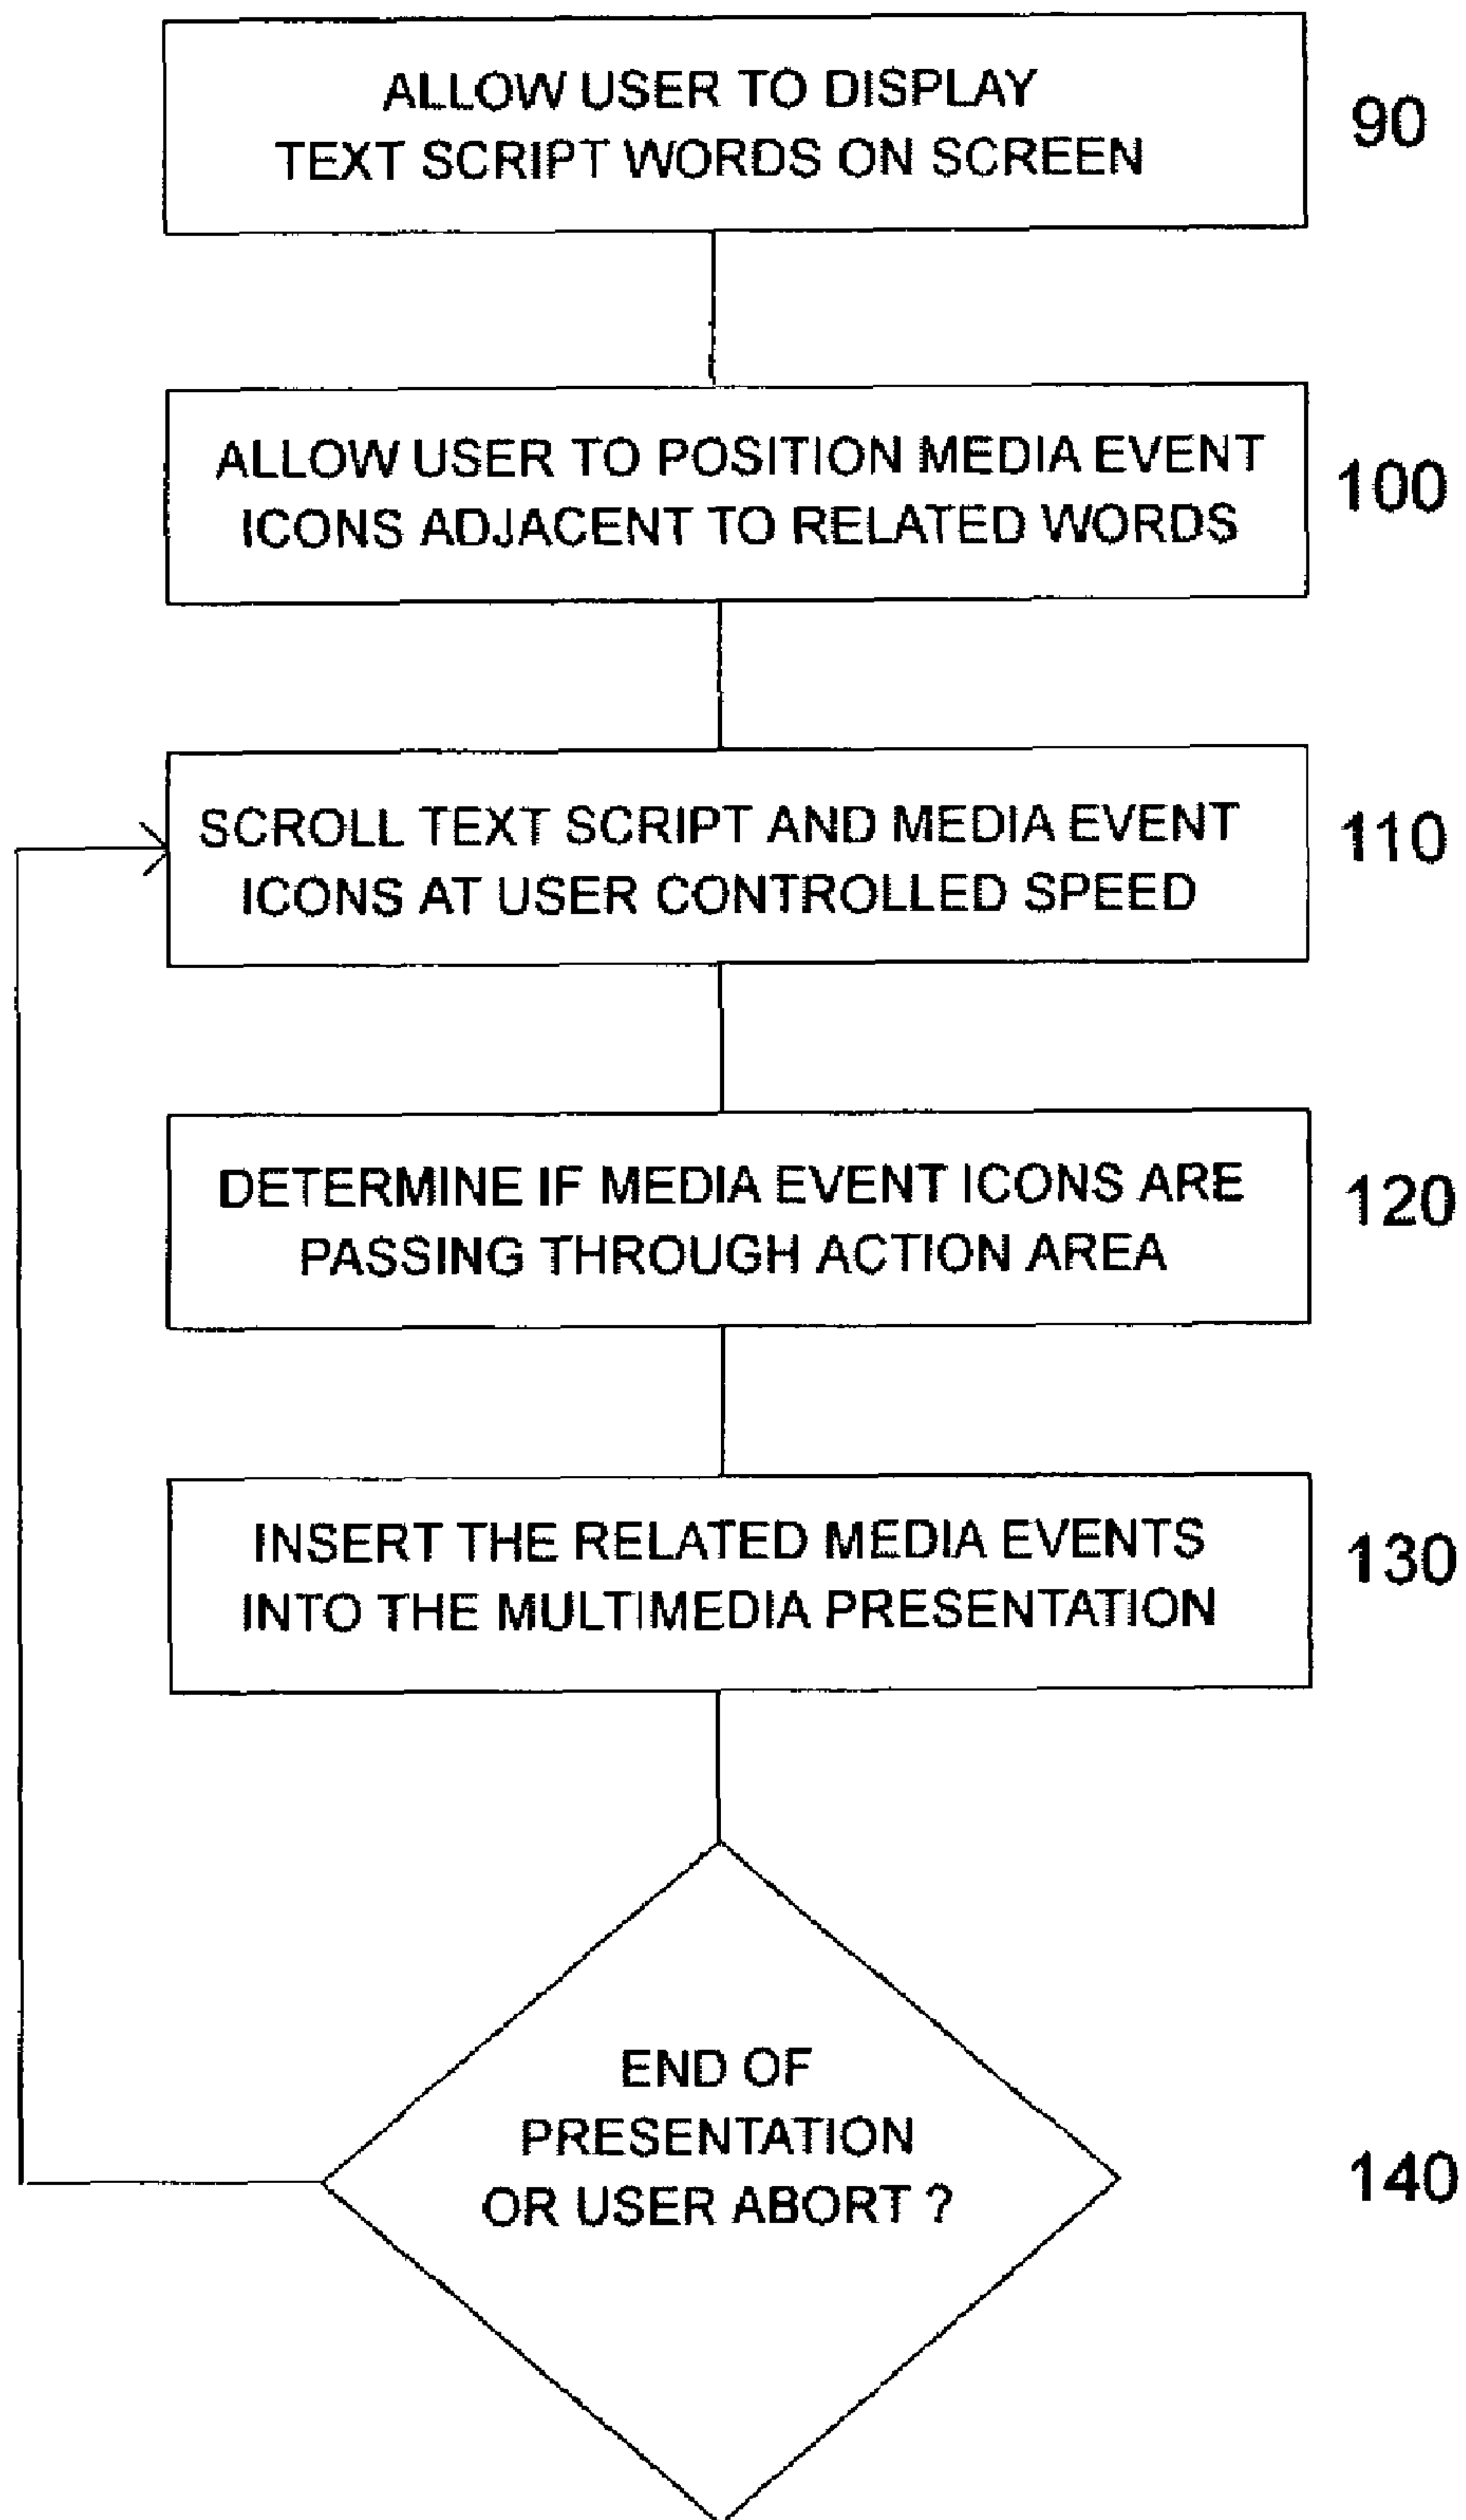 ALLOW USER TO DISPLAY
TEXT SCRIPT WORDS ON SCREEN
90
ALLOW USER TO POSITION MEDIA EVENT
ICONS ADJACENT TO RELATED WORDS
100
SCROLL TEXT SCRIPT AND MEDIA EVENT
ICONS AT USER CONTROLLED SPEED
110
DETERMINE IF MEDIA EVENT ICONS ARE
PASSING THROUGH ACTION AREA
120
INSERT THE RELATED MEDIA EVENTS
INTO THE MULTIMEDIA PRESENTATION
130
END OF
PRESENTATION
OR USER ABORT ?
140